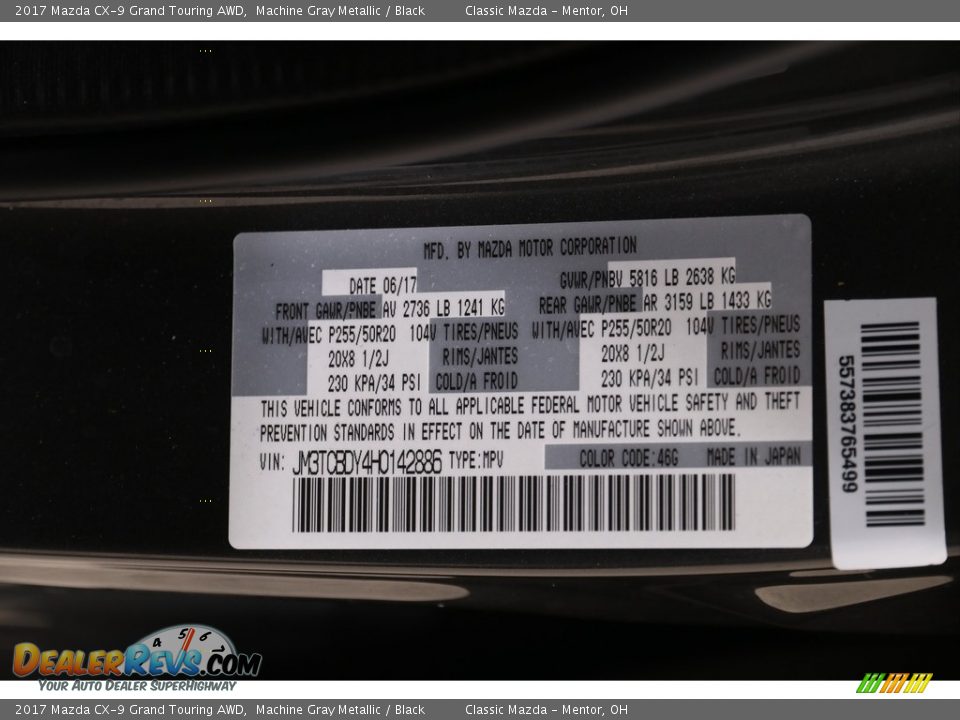 2017 Mazda CX-9 Grand Touring AWD, Machine Gray Metallic / Black Classic Mazda - Mentor, OH
MFD. BY MAZDA MOTOR CORPORATION
DATE 06/17 GVWR/PNBV 5816 LB 2638 KG
FRONT GAWR/PNBE AV 2736 LB 1241 KG REAR GAWR/PNBE AR 3159 LB 1433 KG
WITH/AVEC P255/50R20 104V TIRES/PNEUS WITH/AVEC P255/50R20 104V TIRES/PNEUS
20X8 1/2J RIMS/JANTES 20X8 1/2J RIMS/JANTES
230 KPA/34 PSI COLD/A FROID 230 KPA/34 PSI COLD/A FROID
THIS VEHICLE CONFORMS TO ALL APPLICABLE FEDERAL MOTOR VEHICLE SAFETY AND THEFT
PREVENTION STANDARDS IN EFFECT ON THE DATE OF MANUFACTURE SHOWN ABOVE.
VIN: JM3TCBDY4H0142886 TYPE:MPV COLOR CODE:46G MADE IN JAPAN
557383765499
4 5 6
DEALERREVS.COM
YOUR AUTO DEALER SUPERHIGHWAY
2017 Mazda CX-9 Grand Touring AWD, Machine Gray Metallic / Black Classic Mazda - Mentor, OH